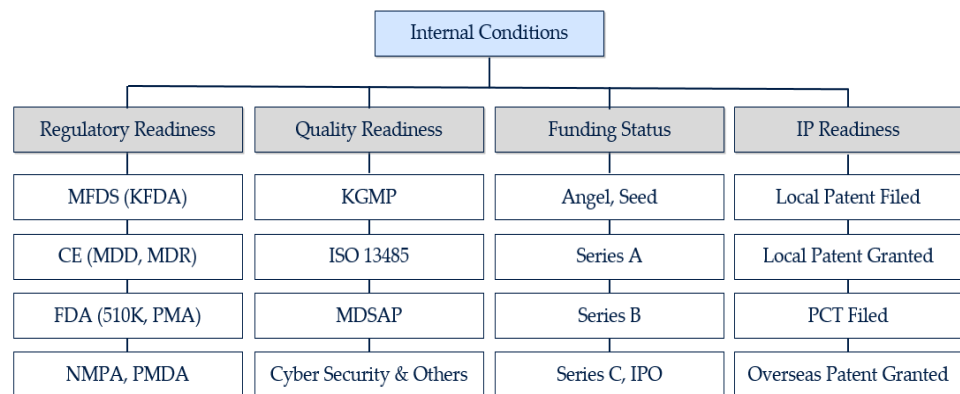 Internal Conditions
Regulatory Readiness
Quality Readiness
Funding Status
IP Readiness
MFDS (KFDA)
KGMP
Angel, Seed
Local Patent Filed
CE (MDD, MDR)
ISO 13485
Series A
Local Patent Granted
FDA (510K, PMA)
MDSAP
Series B
PCT Filed
NMPA, PMDA
Cyber Security & Others
Series C, IPO
Overseas Patent Granted